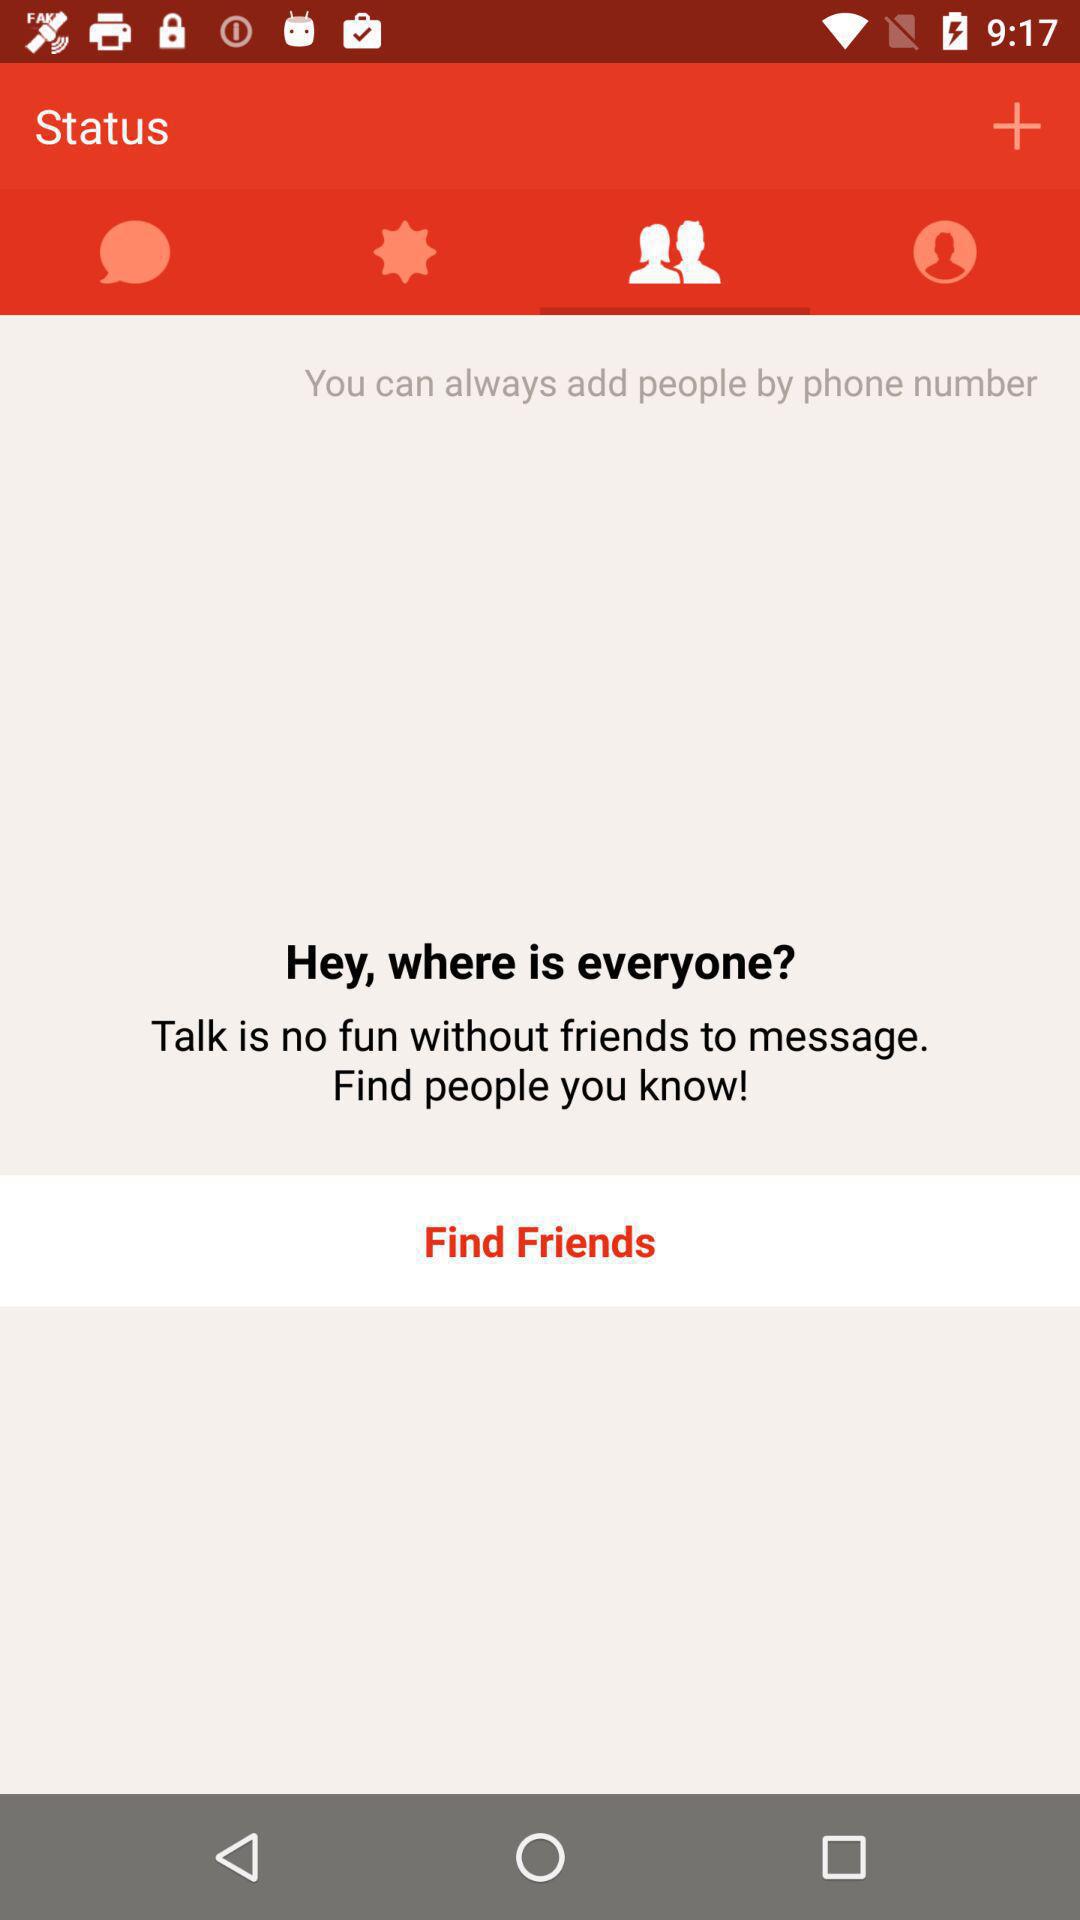 FAKE
9:17
Status
You can always add people by phone number
Hey, where is everyone?
Talk is no fun without friends to message.
Find people you know!
Find Friends